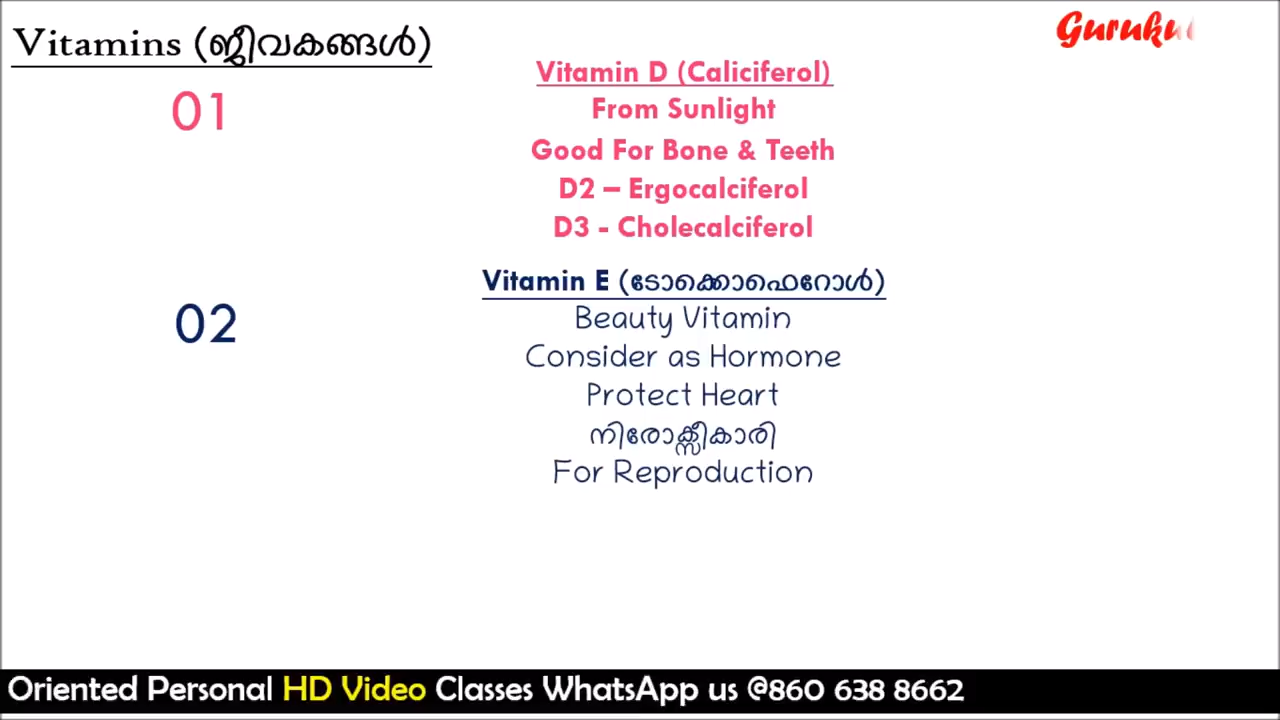 Vitamins (ജീവകങ്ങൾ)
Guruku
01
Vitamin D (Caliciferol)
From Sunlight
Good For Bone & Teeth
D2 – Ergocalciferol
D3 - Cholecalciferol
02
Vitamin E (ടോക്കൊഫെറോൾ)
Beauty Vitamin
Consider as Hormone
Protect Heart
നിരോക്സീകാരി
For Reproduction
Oriented Personal HD Video Classes WhatsApp us @860 638 8662